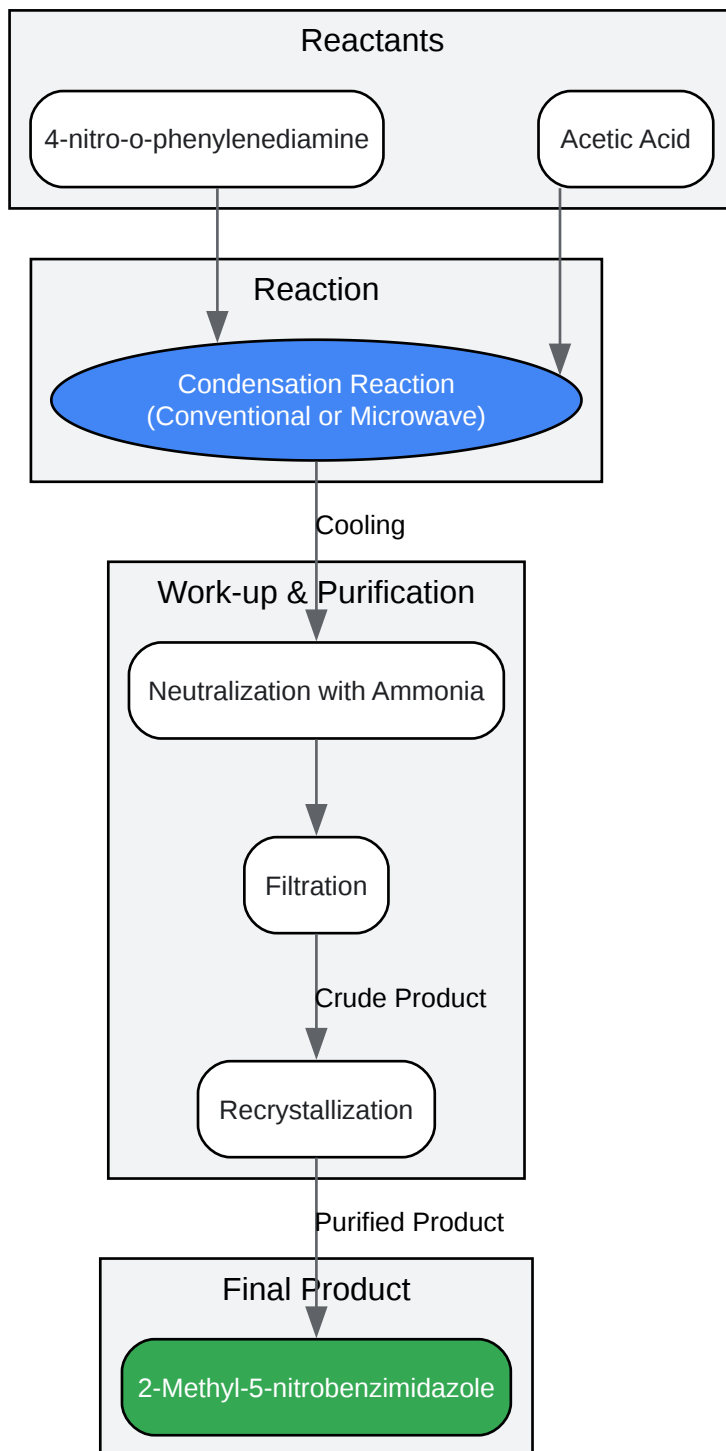 Reactants
4-nitro-o-phenylenediamine
Acetic Acid
Reaction
Condensation Reaction
(Conventional or Microwave)
Cooling
Work-up & Purification
Neutralization with Ammonia
Filtration
Crude Product
Recrystallization
Purified Product
Final Product
2-Methyl-5-nitrobenzimidazole